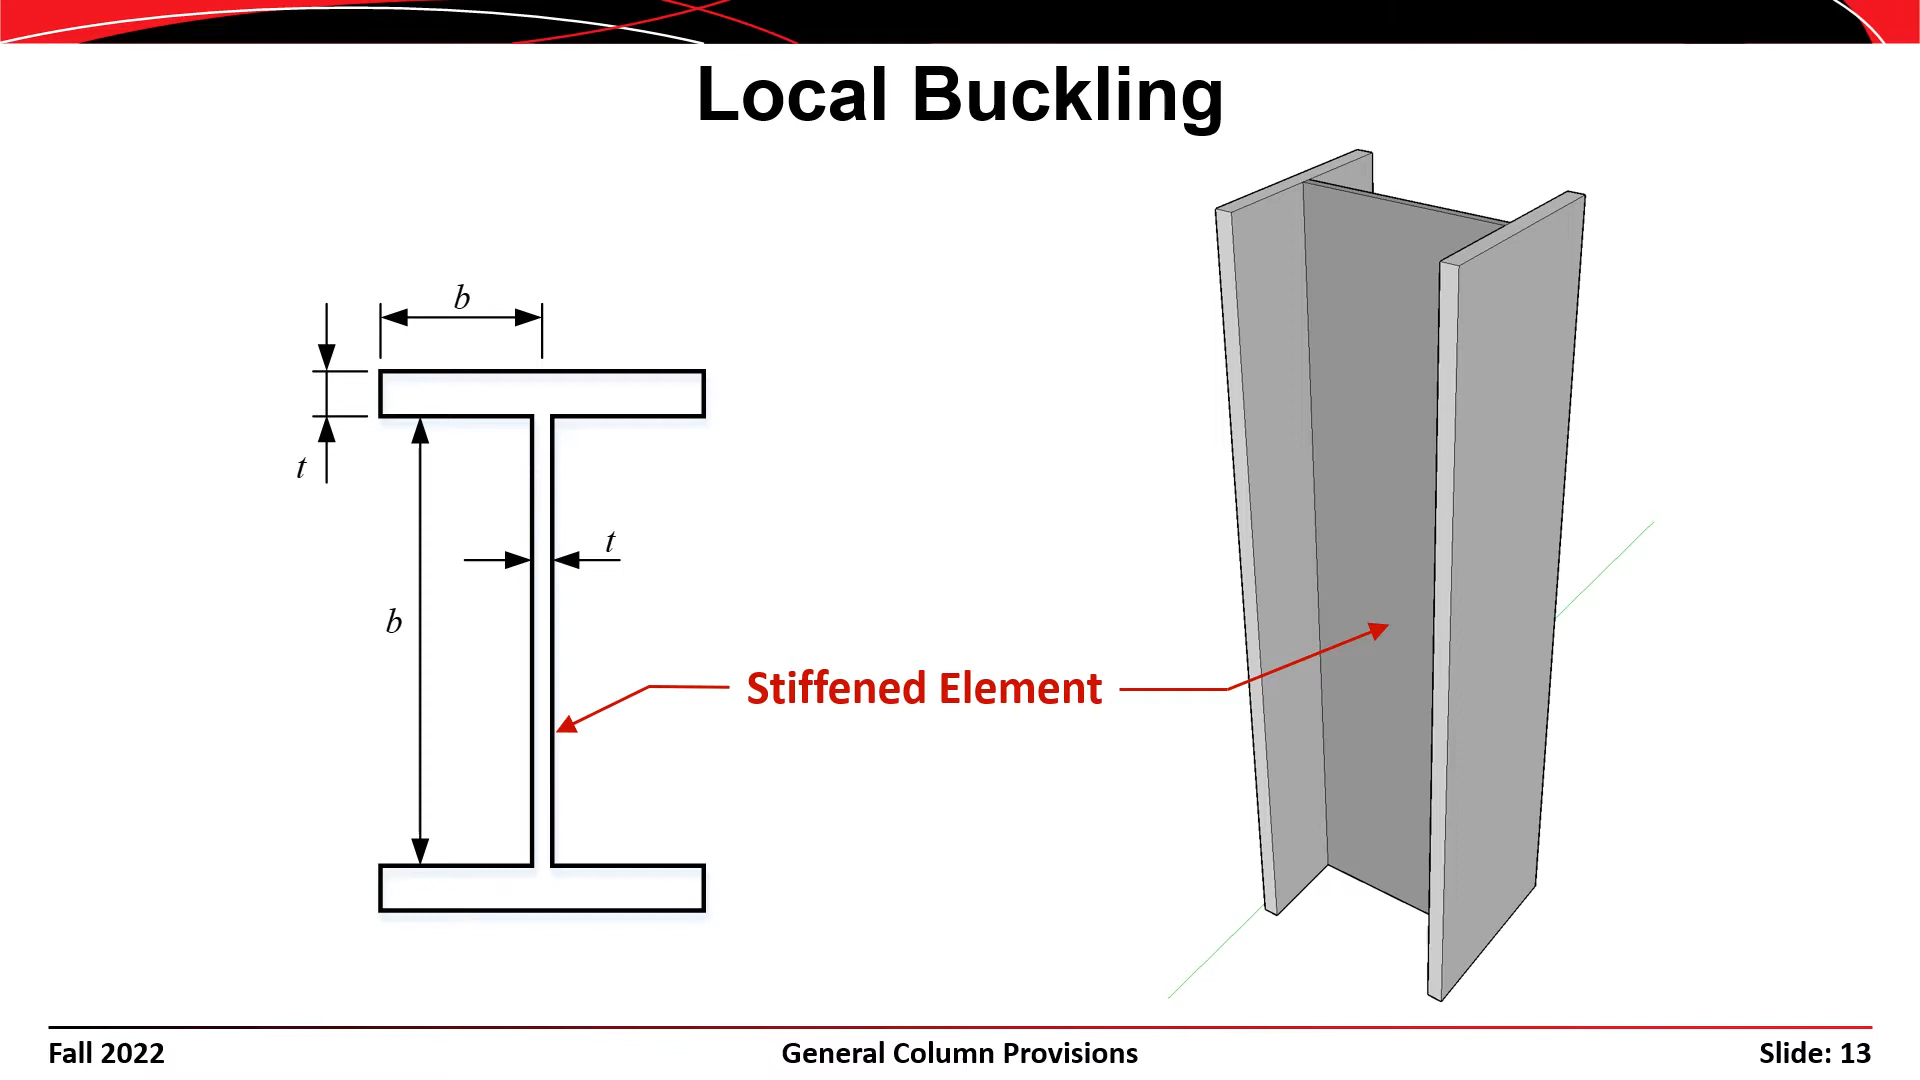 Local Buckling
b
t
t
b
Stiffened Element
Fall 2022
General Column Provisions
Slide: 13